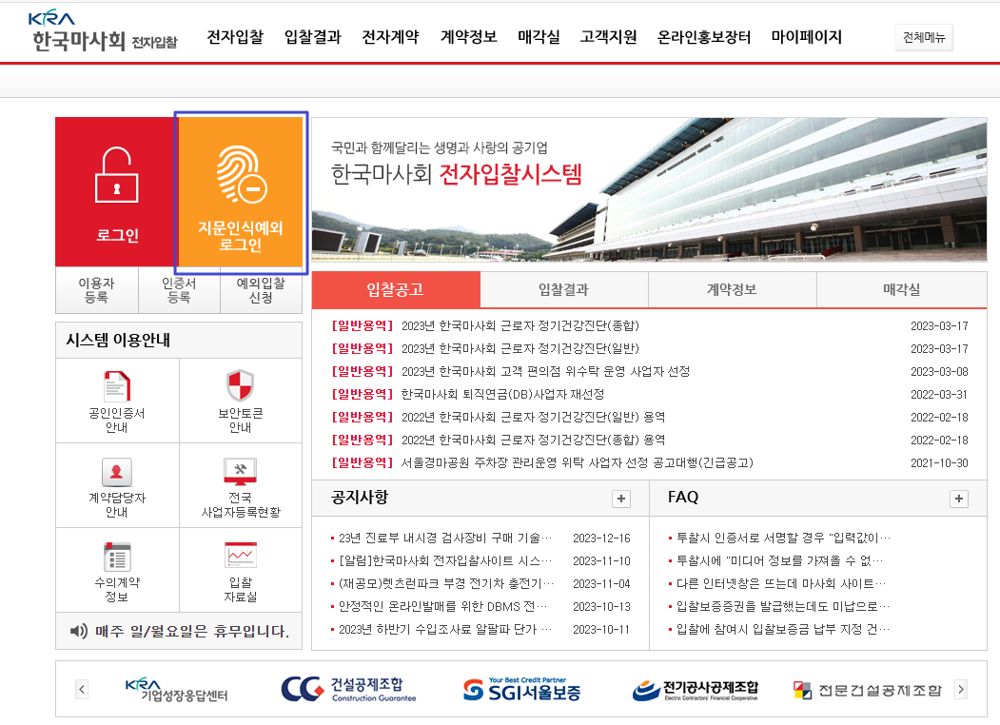 KRA
한국마사회 전자입찰
전자입찰 입찰결과 전자계약 계약정보 매각실 고객지원 온라인홍보장터 마이페이지
전체메뉴
로그인
지문인식예외
로그인
이용자
등록
인증서
등록
예외입찰
신청
국민과 함께달리는 생명과 사랑의 공기업
한국마사회 전자입찰시스템
입찰공고 입찰결과 계약정보 매각실
[일반용역] 2023년 한국마사회 근로자 정기건강진단(종합) 2023-03-17
[일반용역] 2023년 한국마사회 근로자 정기건강진단(일반) 2023-03-17
[일반용역] 2023년 한국마사회 고객 편의점 위수탁 운영 사업자 선정 2023-03-08
[일반용역] 한국마사회 퇴직연금(DB)사업자 재선정 2022-03-31
[일반용역] 2022년 한국마사회 근로자 정기건강진단(일반) 용역 2022-02-18
[일반용역] 2022년 한국마사회 근로자 정기건강진단(종합) 용역 2022-02-18
[일반용역] 서울경마공원 주차장 관리운영 위탁 사업자 선정 공고대행(긴급공고) 2021-10-30
시스템 이용안내
공인인증서
안내
보안토큰
안내
계약담당자
안내
전국
사업자등록현황
수의계약
정보
입찰
자료실
매주 일/월요일은 휴무입니다.
공지사항
23년 진료부 내시경 검사장비 구매 기술··· 2023-12-16
[알림]한국마사회 전자입찰사이트 시스··· 2023-11-10
(재공모)렛츠런파크 부경 전기차 충전기··· 2023-11-04
안정적인 온라인발매를 위한 DBMS 전··· 2023-10-13
2023년 하반기 수입조사료 알팔파 단가 ··· 2023-10-11
FAQ
투찰시 인증서로 서명할 경우 "입력값이···
투찰시에 "미디어 정보를 가져올 수 없···
다른 인터넷창은 뜨는데 마사회 사이트···
입찰보증증권을 발급했는데도 미납으로···
입찰에 참여시 입찰보증금 납부 지정 건···
KRA
기업성장응답센터
건설공제조합
Construction Guarantee
Your Best Credit Partner
SGI서울보증
전기공사공제조합
Electric Contractors' Financial Cooperative
전문건설공제조합